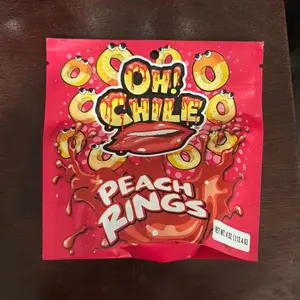 OH!
CHILE
PEACH
RINGS
NET WT. 4 OZ (113.4 G)